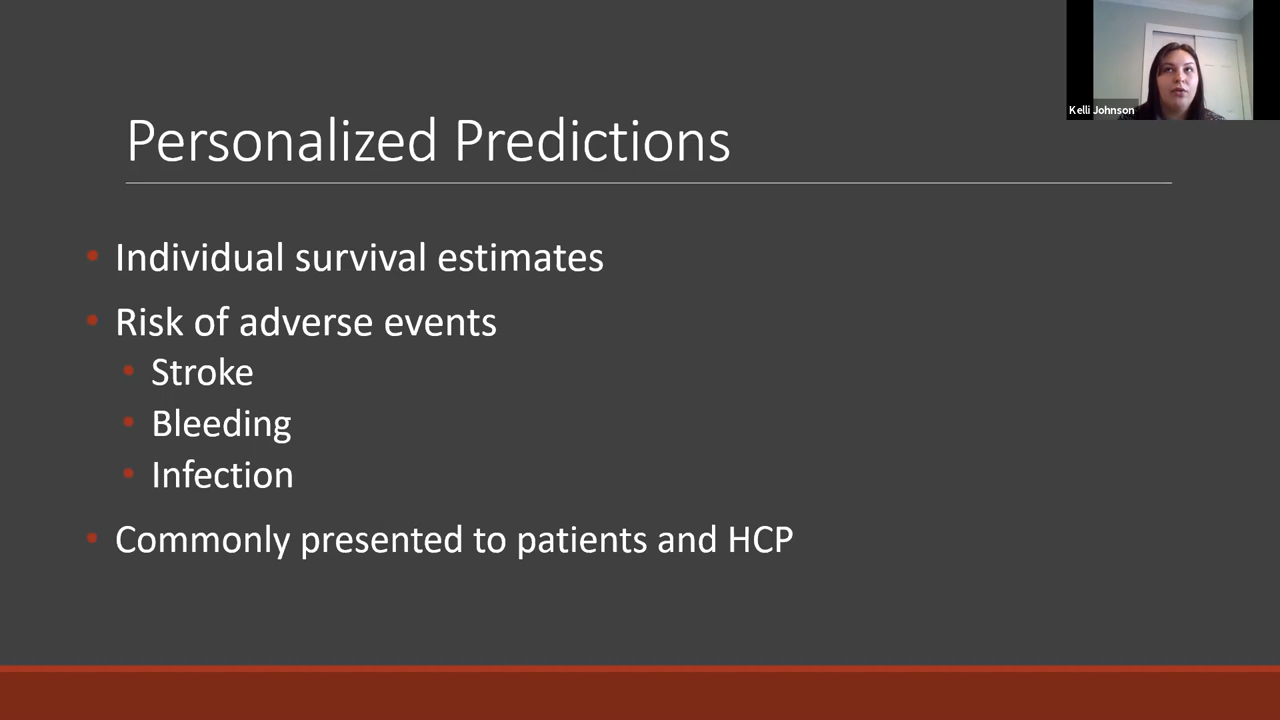 Kelli Johnson
Personalized Predictions
• Individual survival estimates
• Risk of adverse events
• Stroke
• Bleeding
• Infection
• Commonly presented to patients and HCP